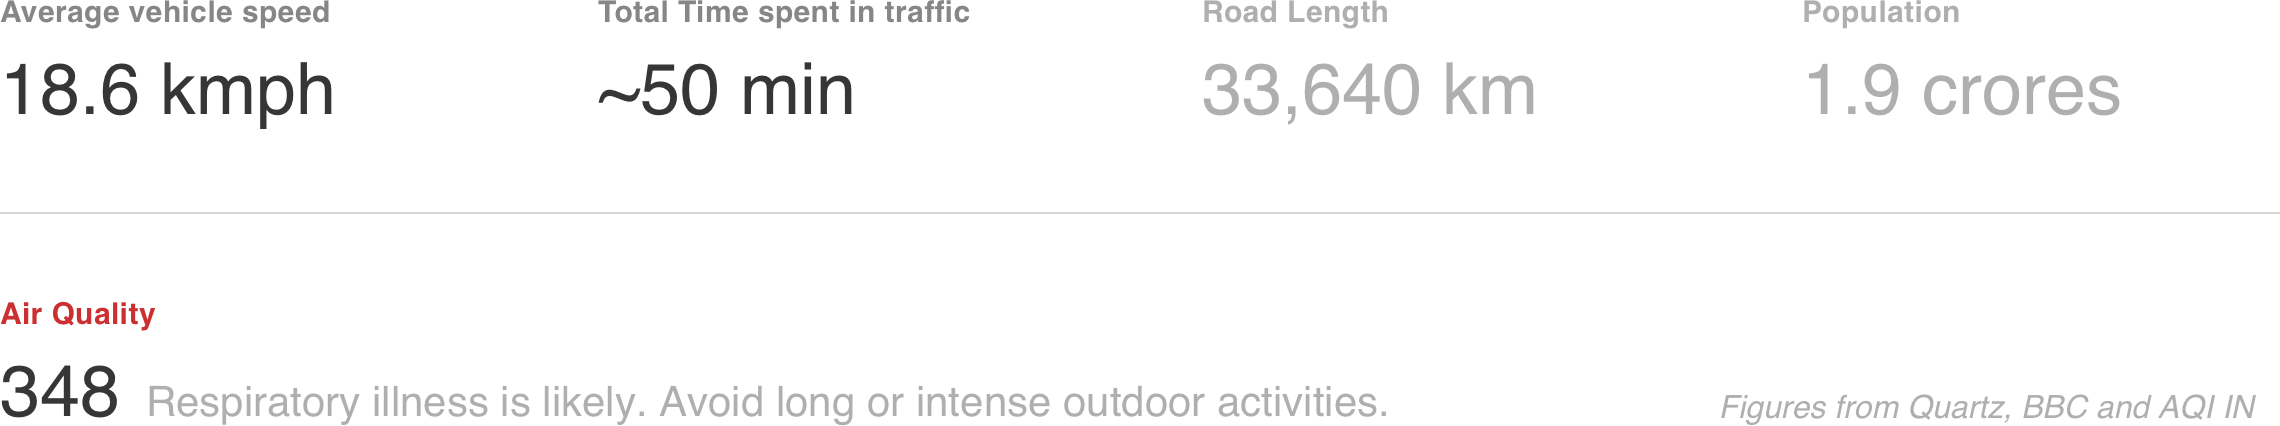 Average vehicle speed
18.6 kmph
Total Time spent in traffic
~50 min
Road Length
33,640 km
Population
1.9 crores
Air Quality
348 Respiratory illness is likely. Avoid long or intense outdoor activities.
Figures from Quartz, BBC and AQI IN